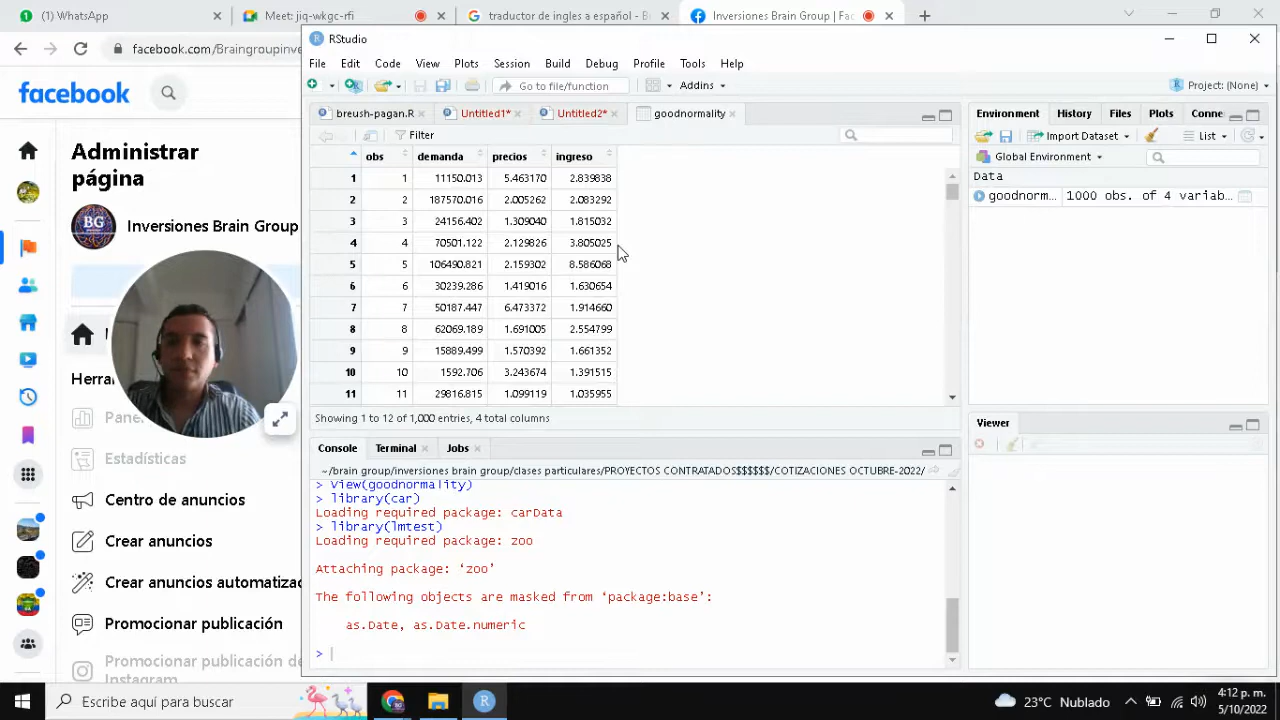 (1) WhatsApp
Meet: jiq-wkgc-rfi
traductor de ingles a español - B
Inversiones Brain Group | Fac
facebook.com/Braingroupinve
facebook
Administrar
página
Inversiones Brain Group
BG
Herrar
Pane
Estadísticas
Centro de anuncios
Crear anuncios
Crear anuncios automatiza
Promocionar publicación
Promocionar publicación de
Instagram
RStudio
File Edit Code View Plots Session Build Debug Profile Tools Help
Go to file/function
Addins
Project: (None)
breush-pagan.R
Untitled1*
Untitled2*
goodnormality
Filter
obs demanda precios ingreso
1 1 11150.013 5.463170 2.839838
2 2 187570.016 2.005262 2.083292
3 3 24156.402 1.309040 1.815032
4 4 70501.122 2.129826 3.805025
5 5 106490.821 2.159302 8.586068
6 6 30239.286 1.419016 1.630654
7 7 50187.447 6.473372 1.914660
8 8 62069.189 1.691005 2.554799
9 9 15889.499 1.570392 1.661352
10 10 1592.706 3.243674 1.391515
11 11 29816.815 1.099119 1.035955
Showing 1 to 12 of 1,000 entries, 4 total columns
Console Terminal Jobs
~/brain group/inversiones brain group/clases particulares/PROYECTOS CONTRATADOS$$$$$$/COTIZACIONES OCTUBRE-2022/
> View(goodnormality)
> library(car)
Loading required package: carData
> library(lmtest)
Loading required package: zoo
Attaching package: ‘zoo’
The following objects are masked from ‘package:base’:
as.Date, as.Date.numeric
>
Environment History Files Plots Conne
Import Dataset
List
Global Environment
Data
goodnorm… 1000 obs. of 4 variab…
Viewer
Escribe aquí para buscar
23°C Nublado
4:12 p. m.
5/10/2022